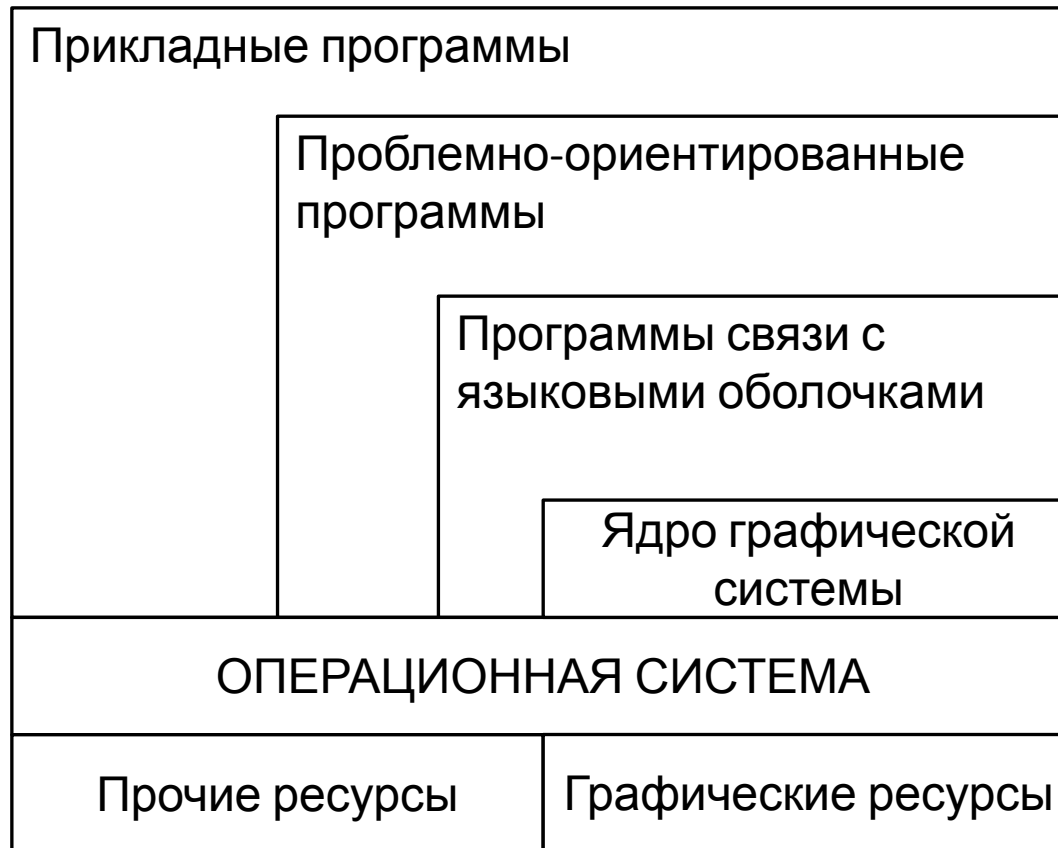 Прикладные программы
Проблемно-ориентированные
программы
Программы связи с
языковыми оболочками
Ядро графической
системы
ОПЕРАЦИОННАЯ СИСТЕМА
Прочие ресурсы
Графические ресурсы